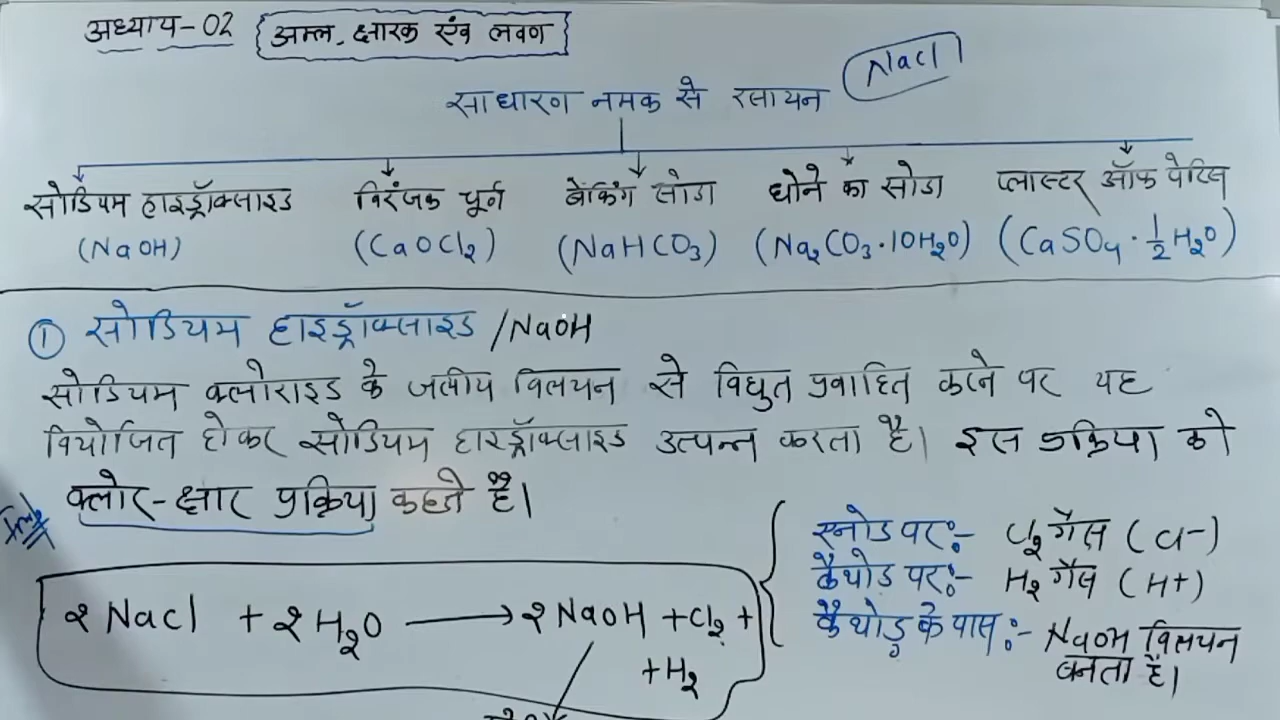 अध्याय-02 अम्ल, क्षारक एंव लवण
साधारण नमक से रसायन NaCl
सोडियम हाइड्रॉक्साइड विरंजक चूर्ण बेकिंग सोडा धोने का सोडा प्लास्टर ऑफ पेरिस
(NaOH) (CaOCl₂) (NaHCO₃) (Na₂CO₃·10H₂O) (CaSO₄·½H₂O)
① सोडियम हाइड्रॉक्साइड /NaOH
सोडियम क्लोराइड के जलीय विलयन से विधुत प्रवाहित करने पर यह
वियोजित होकर सोडियम हाइड्रॉक्साइड उत्पन्न करता है। इस प्रक्रिया को
क्लोर-क्षार प्रक्रिया कहते हैं।
Imp
एनोड पर:- Cl₂ गैस (Cl-)
कैथोड पर:- H₂ गैस (H+)
कैथोड के पास:- NaOH विलयन
बनता है।
2NaCl + 2H₂O → 2NaOH + Cl₂ +
+H₂